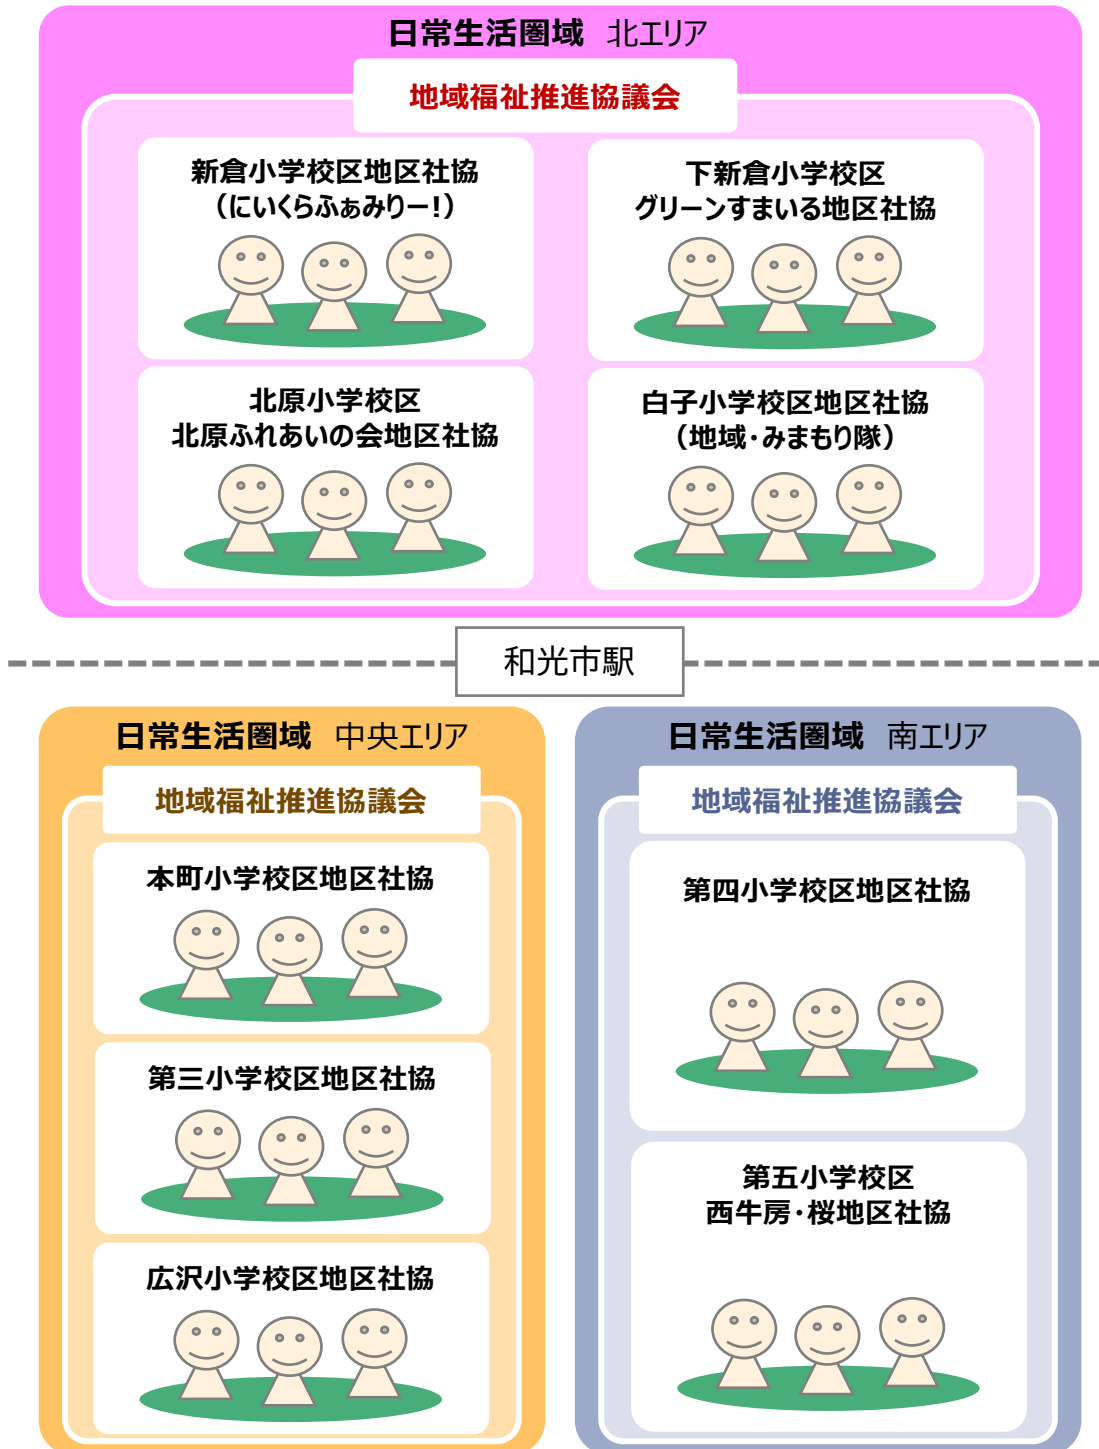 日常生活圏域 北エリア
地域福祉推進協議会
新倉小学校区地区社協
（にいくらふぁみりー！）
下新倉小学校区
グリーンすまいる地区社協
北原小学校区
北原ふれあいの会地区社協
白子小学校区地区社協
（地域・みまもり隊）
和光市駅
日常生活圏域 中央エリア
地域福祉推進協議会
本町小学校区地区社協
第三小学校区地区社協
広沢小学校区地区社協
日常生活圏域 南エリア
地域福祉推進協議会
第四小学校区地区社協
第五小学校区
西牛房・桜地区社協